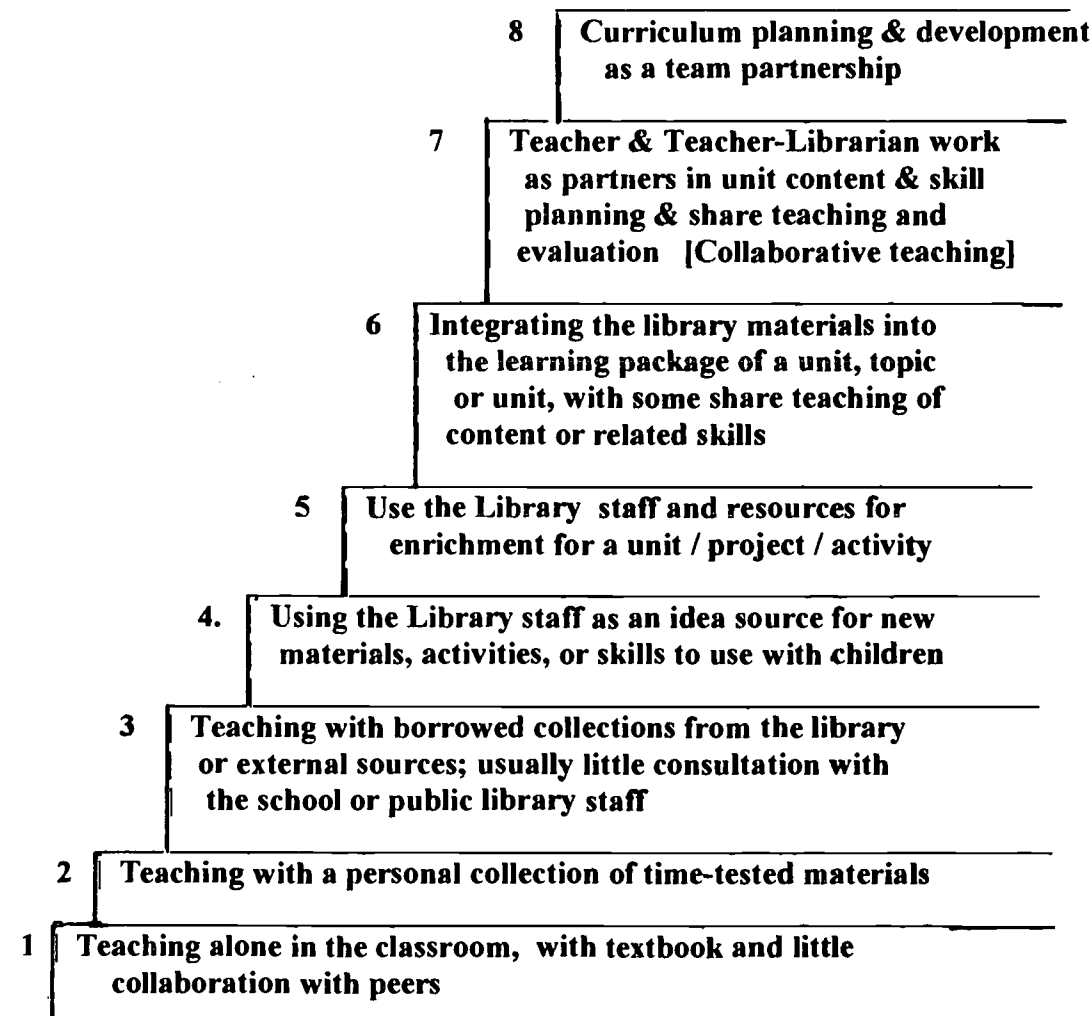 8 Curriculum planning & development
as a team partnership
7 Teacher & Teacher-Librarian work
as partners in unit content & skill
planning & share teaching and
evaluation [Collaborative teaching]
6 Integrating the library materials into
the learning package of a unit, topic
or unit, with some share teaching of
content or related skills
5 Use the Library staff and resources for
enrichment for a unit / project / activity
4. Using the Library staff as an idea source for new
materials, activities, or skills to use with children
3 Teaching with borrowed collections from the library
or external sources; usually little consultation with
the school or public library staff
2 Teaching with a personal collection of time-tested materials
1 Teaching alone in the classroom, with textbook and little
collaboration with peers